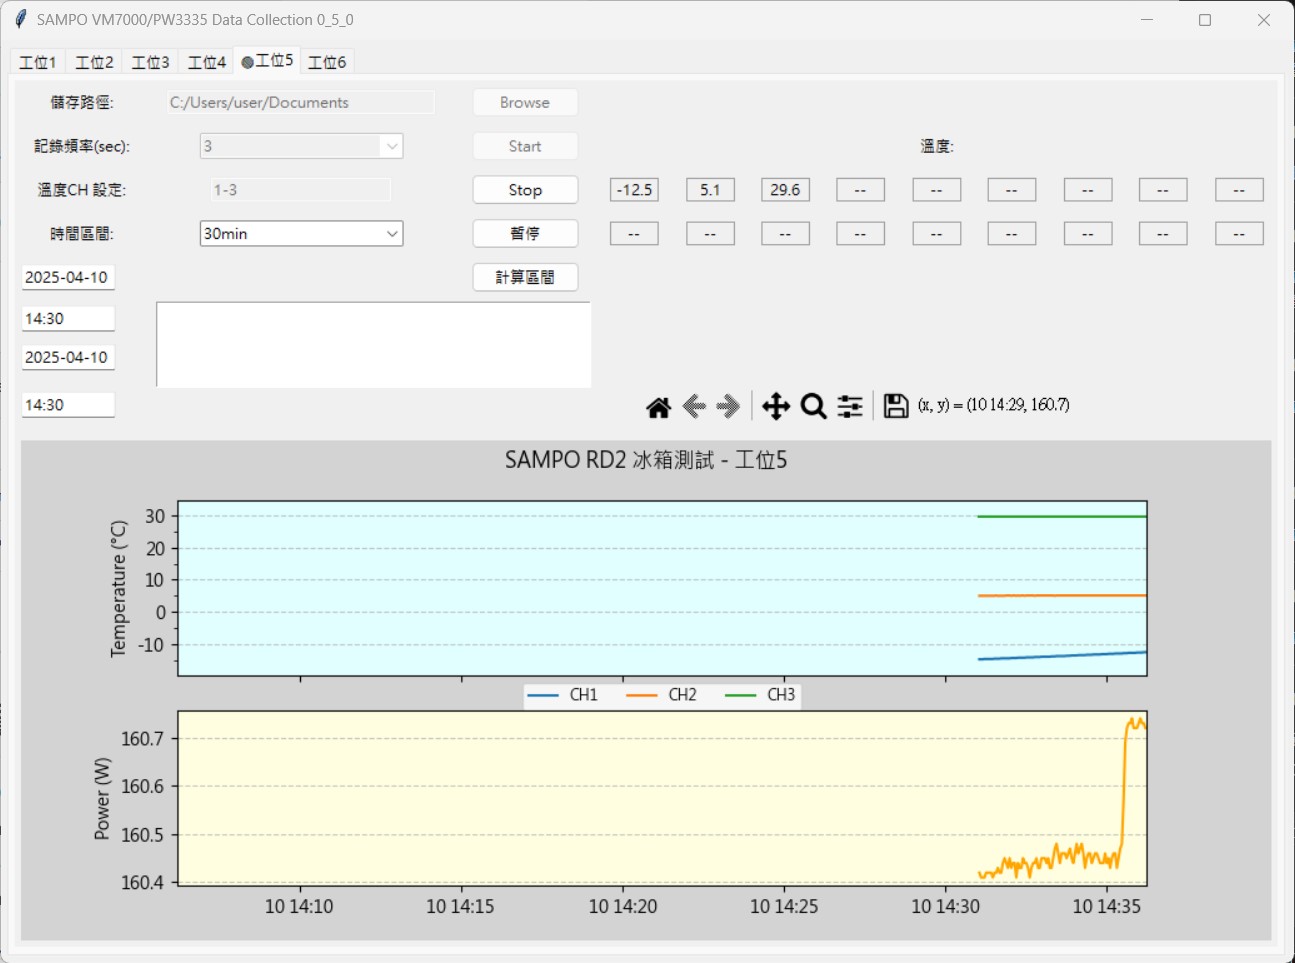 SAMPO VM7000/PW3335 Data Collection 0_5_0
工位1 工位2 工位3 工位4 工位5 工位6
儲存路徑: C:/Users/user/Documents Browse
記錄頻率(sec): 3 Start 溫度:
溫度CH 設定: 1-3 Stop -12.5 5.1 29.6 -- -- -- -- -- --
時間區間: 30min 暫停 -- -- -- -- -- -- -- -- --
2025-04-10 計算區間
14:30
2025-04-10
14:30 (x, y) = (10 14:29, 160.7)
SAMPO RD2 冰箱測試 - 工位5
Temperature (°C)
30
20
10
0
-10
CH1 CH2 CH3
Power (W)
160.7
160.6
160.5
160.4
10 14:10 10 14:15 10 14:20 10 14:25 10 14:30 10 14:35